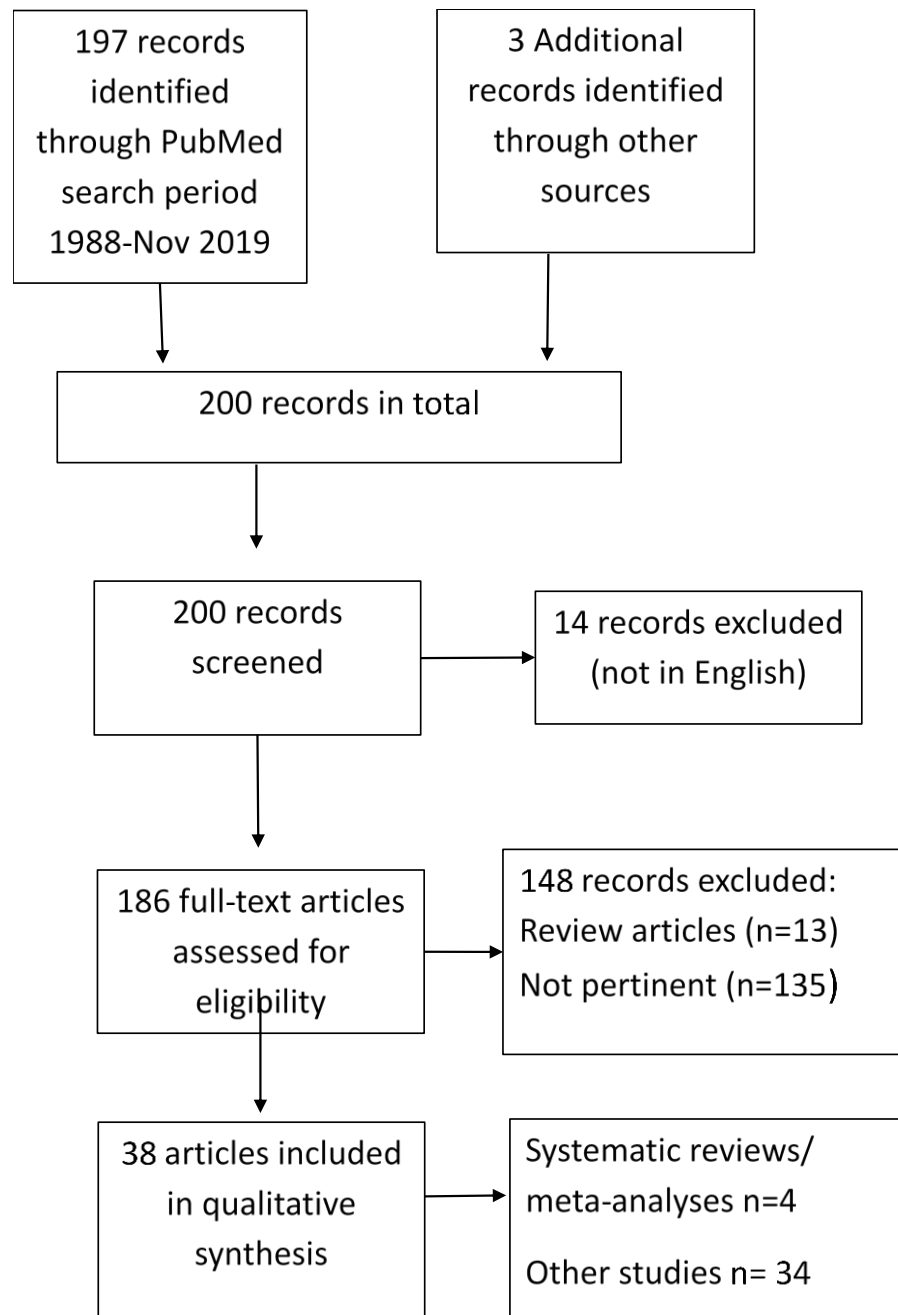 197 records
identified
through PubMed
search period
1988-Nov 2019
3 Additional
records identified
through other
sources
200 records in total
200 records
screened
14 records excluded
(not in English)
186 full-text articles
assessed for
eligibility
148 records excluded:
Review articles (n=13)
Not pertinent (n=135)
38 articles included
in qualitative
synthesis
Systematic reviews/
meta-analyses n=4
Other studies n= 34